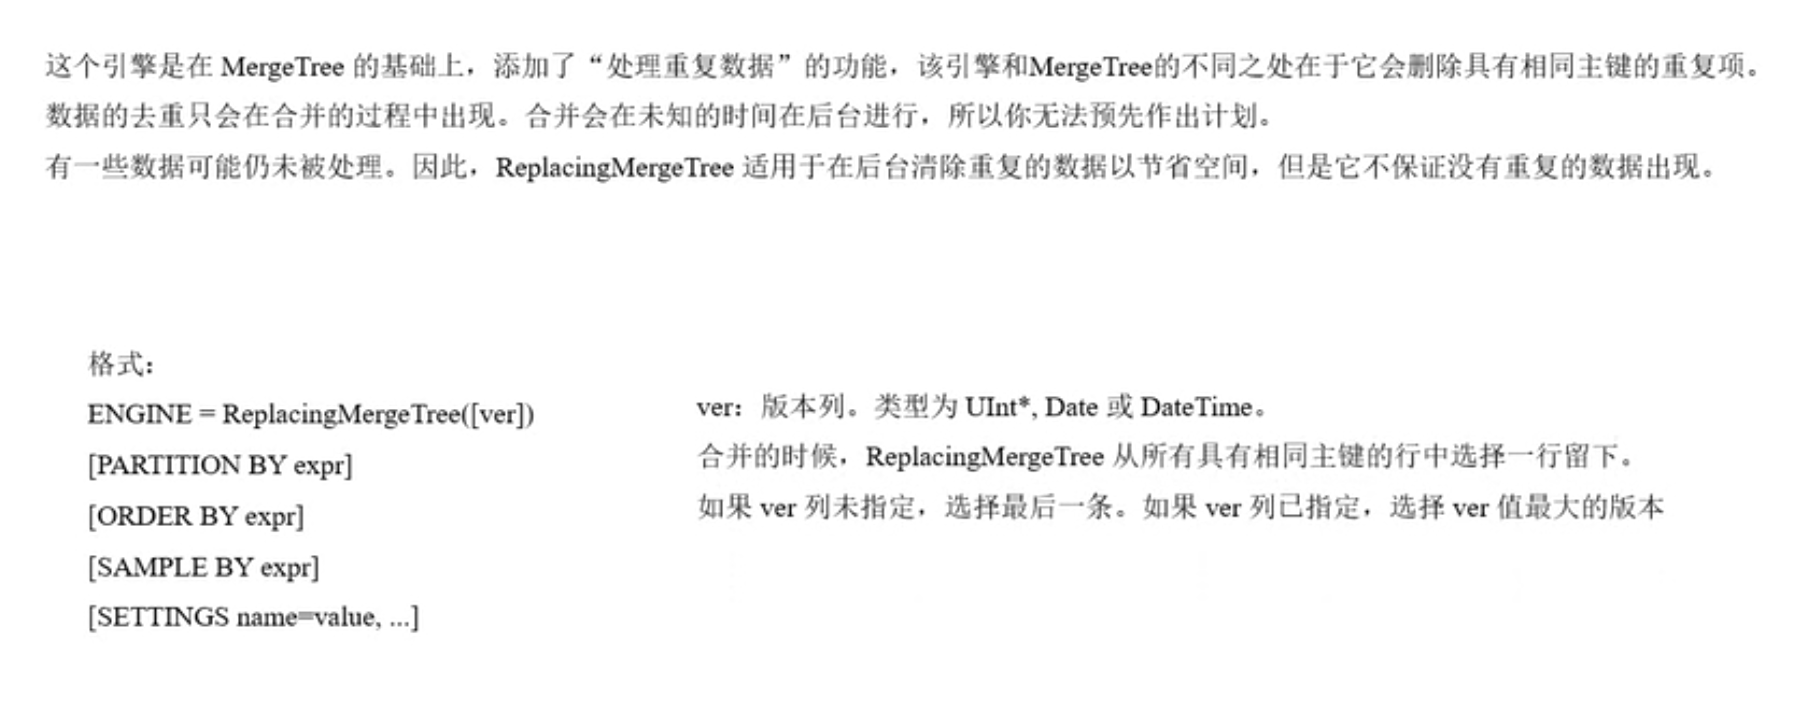 这个引擎是在 MergeTree 的基础上，添加了“处理重复数据”的功能，该引擎和MergeTree的不同之处在于它会删除具有相同主键的重复项。
数据的去重只会在合并的过程中出现。合并会在未知的时间在后台进行，所以你无法预先作出计划。
有一些数据可能仍未被处理。因此，ReplacingMergeTree 适用于在后台清除重复的数据以节省空间，但是它不保证没有重复的数据出现。
格式：
ENGINE = ReplacingMergeTree([ver])
[PARTITION BY expr]
[ORDER BY expr]
[SAMPLE BY expr]
[SETTINGS name=value, ...]
ver：版本列。类型为 UInt*, Date 或 DateTime。
合并的时候，ReplacingMergeTree 从所有具有相同主键的行中选择一行留下。
如果 ver 列未指定，选择最后一条。如果 ver 列已指定，选择 ver 值最大的版本